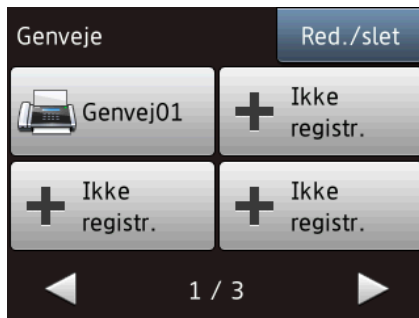 Genveje
Red./slet
Genvej01
Ikke
registr.
Ikke
registr.
Ikke
registr.
1 / 3